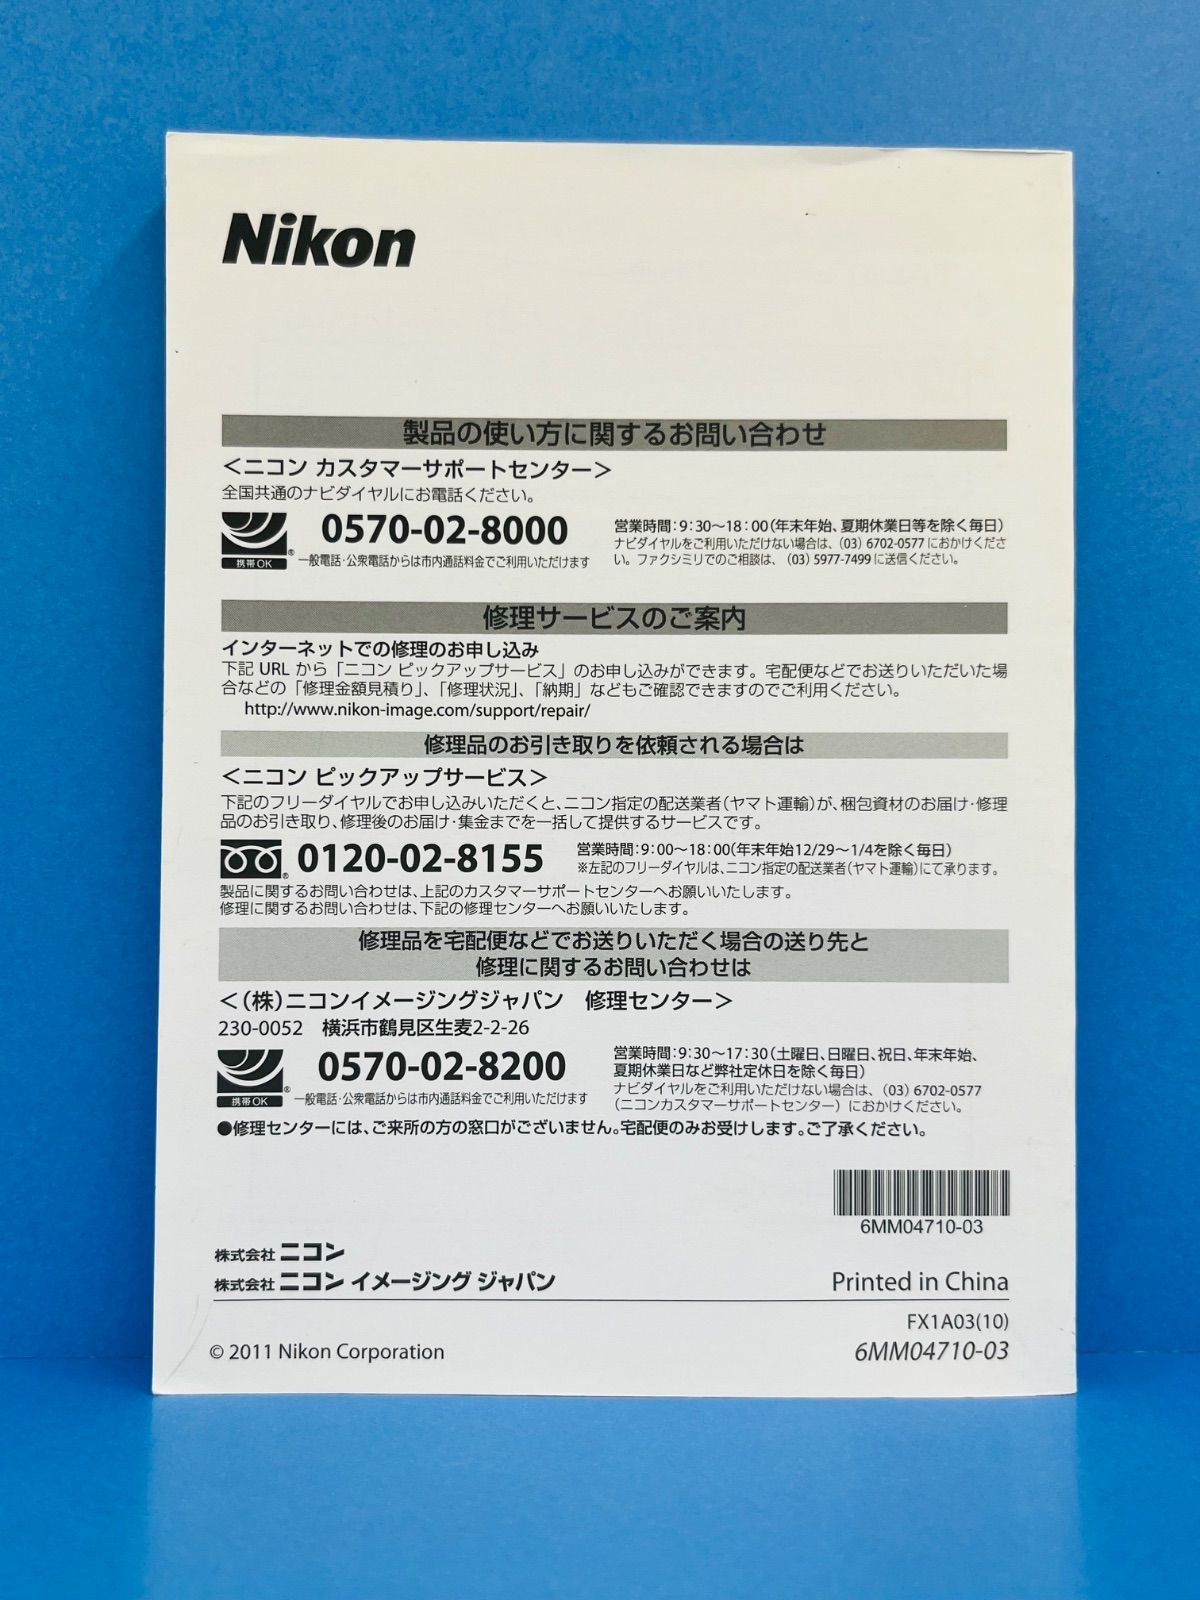 Nikon
製品の使い方に関するお問い合わせ
＜ニコン カスタマーサポートセンター＞
全国共通のナビダイヤルにお電話ください。
0570-02-8000
携帯OK
一般電話・公衆電話からは市内通話料金でご利用いただけます
営業時間：9:30～18:00（年末年始、夏期休業日等を除く毎日）
ナビダイヤルをご利用いただけない場合は、（03）6702-0577 におかけくださ
い。ファクシミリでのご相談は、（03）5977-7499 に送信ください。
修理サービスのご案内
インターネットでの修理のお申し込み
下記 URL から「ニコン ピックアップサービス」のお申し込みができます。宅配便などでお送りいただいた場
合などの「修理金額見積り」、「修理状況」、「納期」などもご確認できますのでご利用ください。
http://www.nikon-image.com/support/repair/
修理品のお引き取りを依頼される場合は
＜ニコン ピックアップサービス＞
下記のフリーダイヤルでお申し込みいただくと、ニコン指定の配送業者（ヤマト運輸）が、梱包資材のお届け・修理
品のお引き取り、修理後のお届け・集金までを一括して提供するサービスです。
0120-02-8155
営業時間：9:00～18:00（年末年始12/29～1/4を除く毎日）
※左記のフリーダイヤルは、ニコン指定の配送業者（ヤマト運輸）にて承ります。
製品に関するお問い合わせは、上記のカスタマーサポートセンターへお願いいたします。
修理に関するお問い合わせは、下記の修理センターへお願いいたします。
修理品を宅配便などでお送りいただく場合の送り先と
修理に関するお問い合わせは
＜（株）ニコンイメージングジャパン　修理センター＞
230-0052　横浜市鶴見区生麦2-2-26
0570-02-8200
携帯OK
一般電話・公衆電話からは市内通話料金でご利用いただけます
営業時間：9:30～17:30（土曜日、日曜日、祝日、年末年始、
夏期休業日など弊社定休日を除く毎日）
ナビダイヤルをご利用いただけない場合は、（03）6702-0577
（ニコンカスタマーサポートセンター）におかけください。
●修理センターには、ご来所の方の窓口がございません。宅配便のみお受けします。ご了承ください。
6MM04710-03
株式会社 ニコン
株式会社 ニコン イメージング ジャパン
Printed in China
FX1A03(10)
© 2011 Nikon Corporation
6MM04710-03